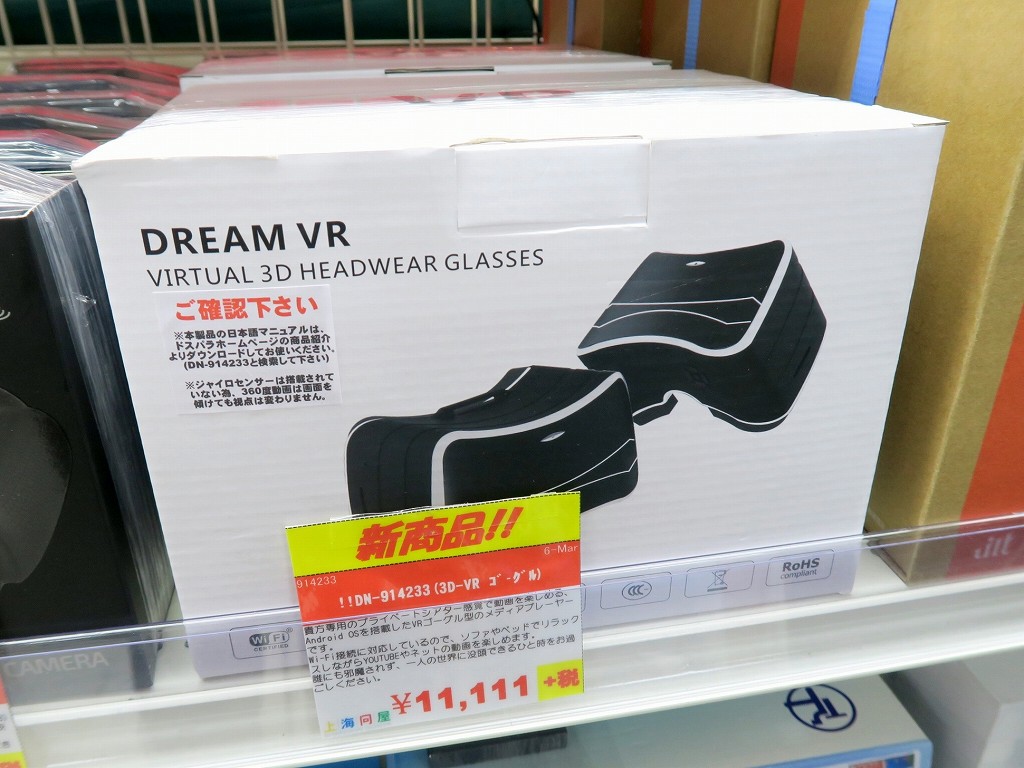 VR
DREAM VR
VIRTUAL 3D HEADWEAR GLASSES
ご確認下さい
※本製品の日本語マニュアルは、
ドスパラホームページの商品紹介
よりダウンロードしてお使いください。
(DN-914233と検索して下さい)
※ジャイロセンサーは搭載されて
いない為、360度動画は画面を
傾けても視点は変わりません。
新商品!!
6-Mar
914233
!!DN-914233(3D-VR ｺﾞｰｸﾞﾙ)
貴方専用のプライベートシアター感覚で動画を楽しめる、
Android OSを搭載したVRゴーグル型のメディアプレーヤー
です。
Wi-Fi接続に対応しているので、ソファやベッドでリラック
スしながらYOUTUBEやネットの動画を楽しめます。
誰にも邪魔されず、一人の世界に没頭できるひと時をお過
ごしください。
上海問屋
¥11,111
+税
Wi Fi
CERTIFIED
CCC
RoHS
compliant
CAMERA